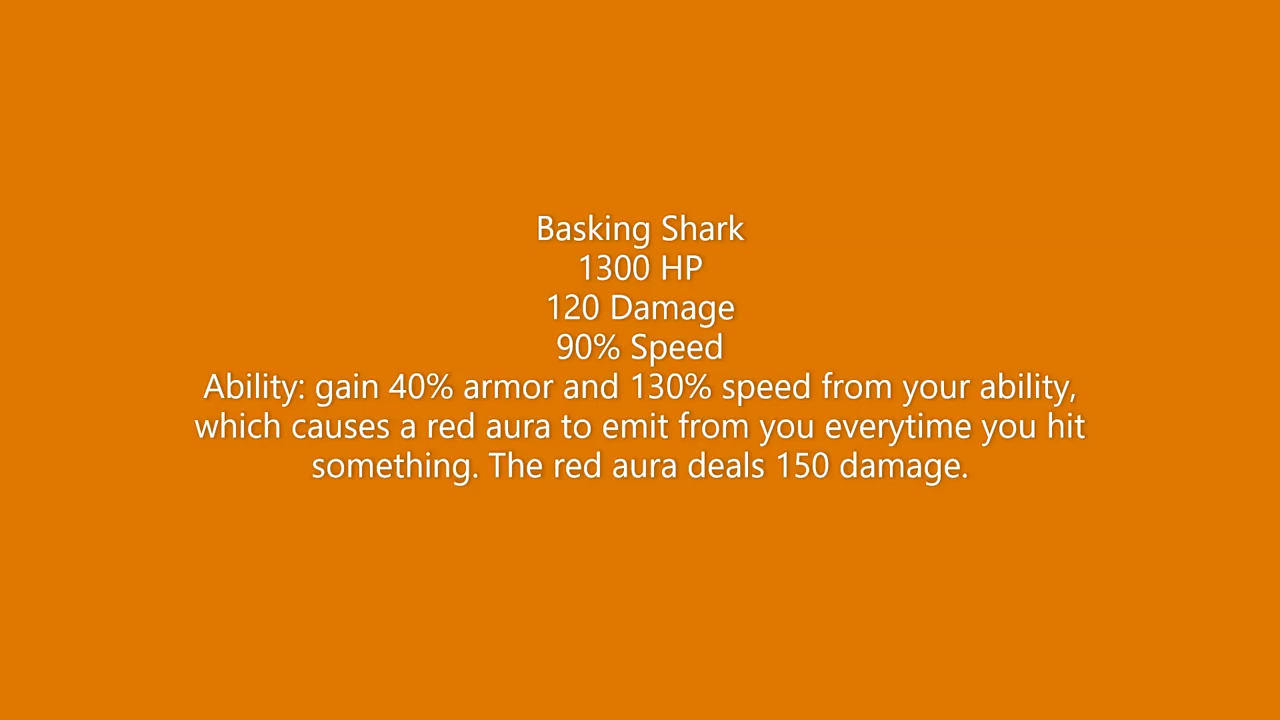 Basking Shark
1300 HP
120 Damage
90% Speed
Ability: gain 40% armor and 130% speed from your ability,
which causes a red aura to emit from you everytime you hit
something. The red aura deals 150 damage.